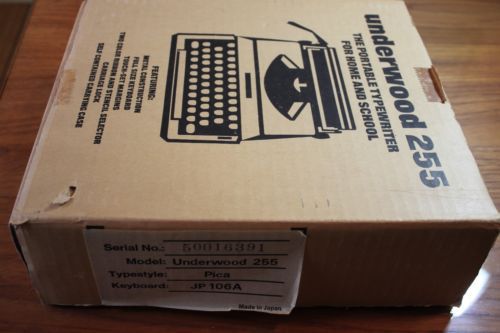 underwood 255
THE PORTABLE TYPEWRITER
FOR HOME AND SCHOOL
FEATURING:
METAL CONSTRUCTION
FULL SIZE KEYBOARD
TOUCH-SET MARGINS
TWO COLOR RIBBON AND STENCIL SELECTOR
CARRIAGE LOCK
SELF CONTAINED CARRYING CASE
Serial No.: 50016391
Model: Underwood 255
Typestyle: Pica
Keyboard: JP 106A
Made in Japan